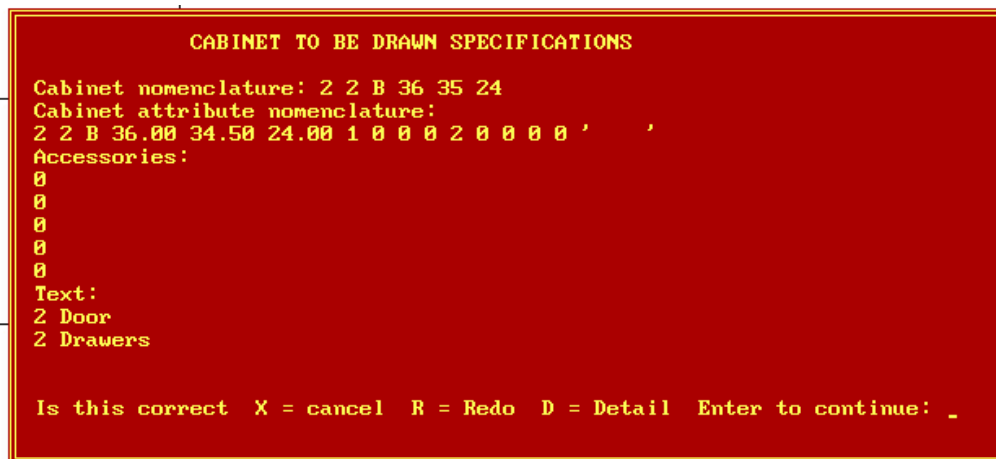 CABINET TO BE DRAWN SPECIFICATIONS
Cabinet nomenclature: 2 2 B 36 35 24
Cabinet attribute nomenclature:
2 2 B 36.00 34.50 24.00 1 0 0 0 2 0 0 0 0 '     '
Accessories:
0
0
0
0
0
Text:
2 Door
2 Drawers
Is this correct  X = cancel  R = Redo  D = Detail  Enter to continue: _